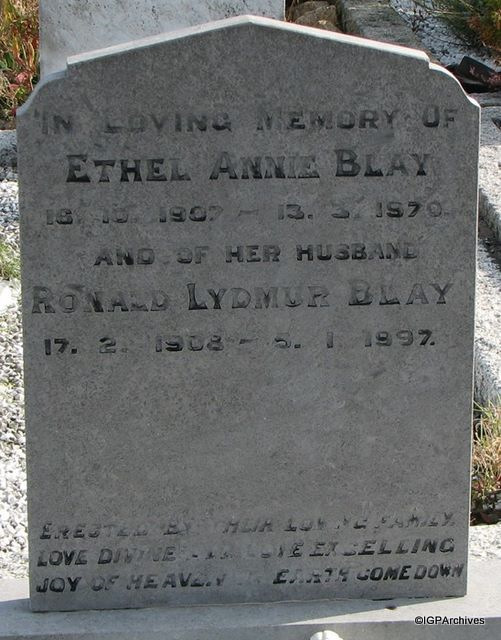 In Loving Memory Of
Ethel Annie Blay
16. 10. 1907 – 13. 3. 1970.
and of her husband
Ronald Lydmur Blay
17. 2. 1908 – 5. 1. 1997.
Erected by their loving family.
Love divine all love excelling
Joy of Heaven to Earth come down
©IGPArchives